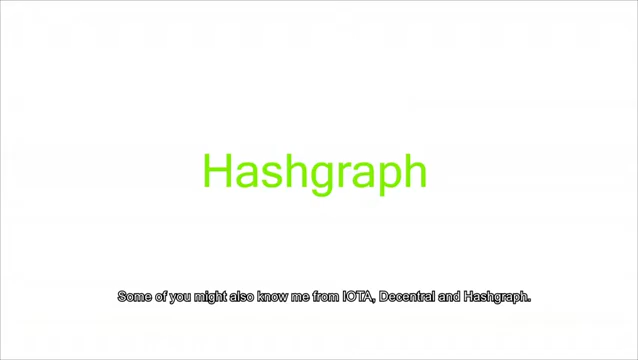 Hashgraph
Some of you might also know me from IOTA, Decentral and Hashgraph.